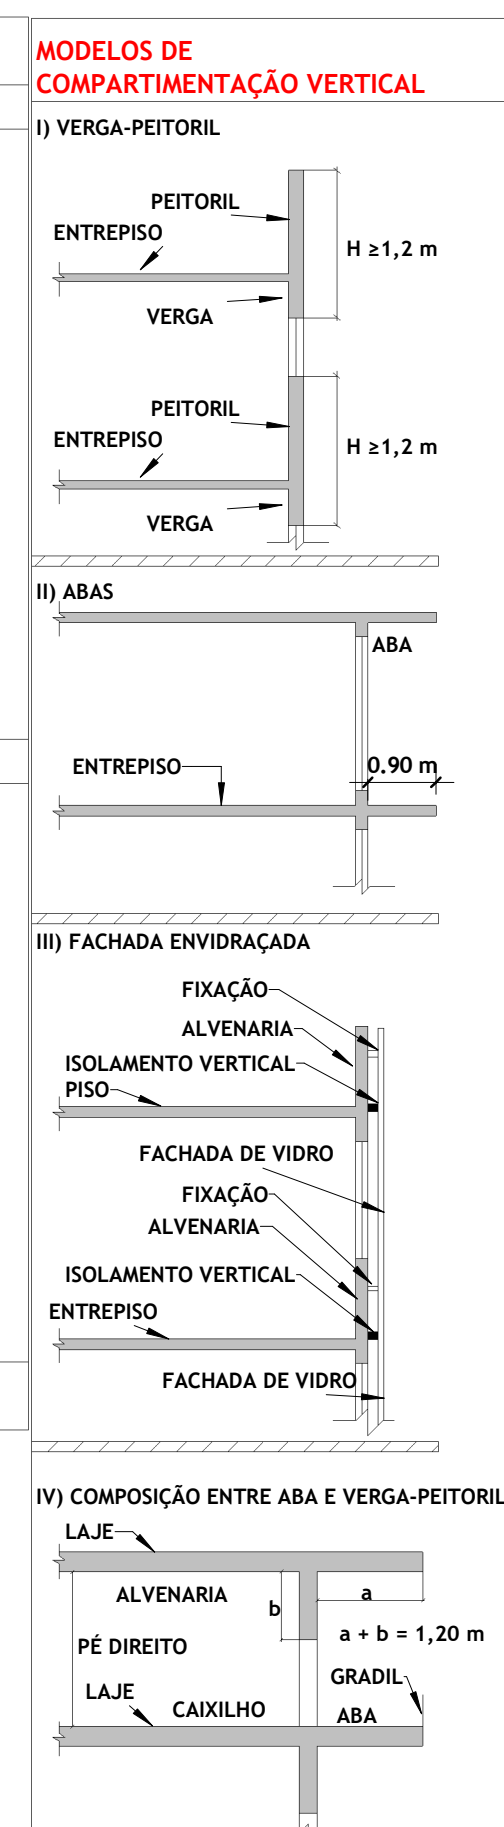 MODELOS DE
COMPARTIMENTAÇÃO VERTICAL
I) VERGA-PEITORIL
PEITORIL
ENTREPISO
H ≥1,2 m
VERGA
PEITORIL
ENTREPISO
H ≥1,2 m
VERGA
II) ABAS
ABA
ENTREPISO
0.90 m
III) FACHADA ENVIDRAÇADA
FIXAÇÃO
ALVENARIA
ISOLAMENTO VERTICAL
PISO
FACHADA DE VIDRO
FIXAÇÃO
ALVENARIA
ISOLAMENTO VERTICAL
ENTREPISO
FACHADA DE VIDRO
IV) COMPOSIÇÃO ENTRE ABA E VERGA-PEITORIL
LAJE
ALVENARIA
a
b
a + b = 1,20 m
PÉ DIREITO
GRADIL
LAJE
CAIXILHO
ABA